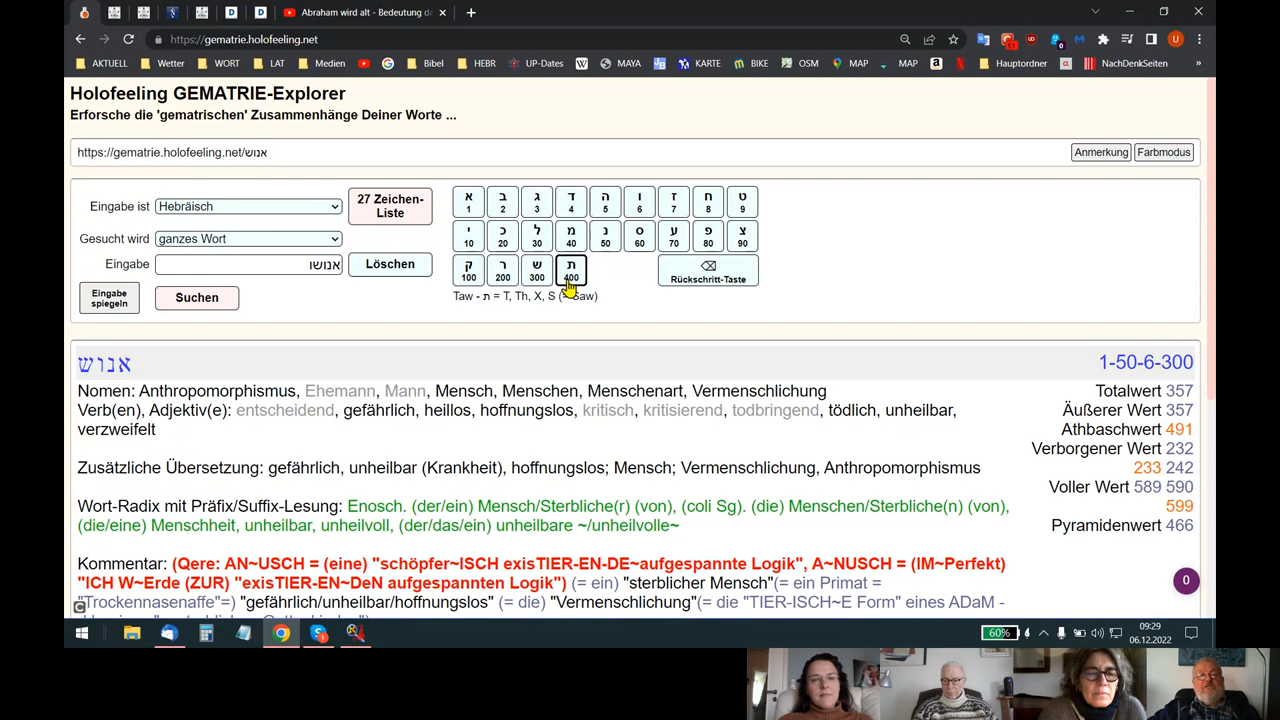 Abraham wird alt - Bedeutung de
https://gematrie.holofeeling.net
AKTUELL Wetter WORT LAT Medien G Bibel HEBR UP-Dates W MAYA KARTE BIKE OSM MAP MAP a Hauptordner NachDenkSeiten »
Holofeeling GEMATRIE-Explorer
Erforsche die 'gematrischen' Zusammenhänge Deiner Worte ...
https://gematrie.holofeeling.net/אנוש
Anmerkung Farbmodus
Eingabe ist Hebräisch
27 Zeichen-Liste
Gesucht wird ganzes Wort
Eingabe אנושו Löschen
Eingabe spiegeln Suchen
א ב ג ד ה ו ז ח ט
1 2 3 4 5 6 7 8 9
י כ ל מ נ ס ע פ צ
10 20 30 40 50 60 70 80 90
ק ר ש ת ⌫
100 200 300 400 Rückschritt-Taste
אנוש 1-50-6-300
Nomen: Anthropomorphismus, Ehemann, Mann, Mensch, Menschen, Menschenart, Vermenschlichung
Totalwert 357
Verb(en), Adjektiv(e): entscheidend, gefährlich, heillos, hoffnungslos, kritisch, kritisierend, todbringend, tödlich, unheilbar,
Äußerer Wert 357
verzweifelt
Athbaschwert 491
Verborgener Wert 232
Zusätzliche Übersetzung: gefährlich, unheilbar (Krankheit), hoffnungslos; Mensch; Vermenschlichung, Anthropomorphismus
233 242
Voller Wert 589 590
Wort-Radix mit Präfix/Suffix-Lesung: Enosch. (der/ein) Mensch/Sterbliche(r) (von), (coli Sg). (die) Menschen/Sterbliche(n) (von),
599
(die/eine) Menschheit, unheilbar, unheilvoll, (der/das/ein) unheilbare ~/unheilvolle~
Pyramidenwert 466
Kommentar: (Qere: AN~USCH = (eine) "schöpfer~ISCH exisTIER-EN-DE~aufgespannte Logik", A~NUSCH = (IM~Perfekt)
"ICH W~Erde (ZUR) "exisTIER-EN~DeN aufgespannten Logik") (= ein) "sterblicher Mensch"(= ein Primat =
"Trockennasenaffe"=) "gefährlich/unheilbar/hoffnungslos" (= die) "Vermenschlichung"(= die "TIER-ISCH~E Form" eines ADaM -
0
60% 09:29
06.12.2022